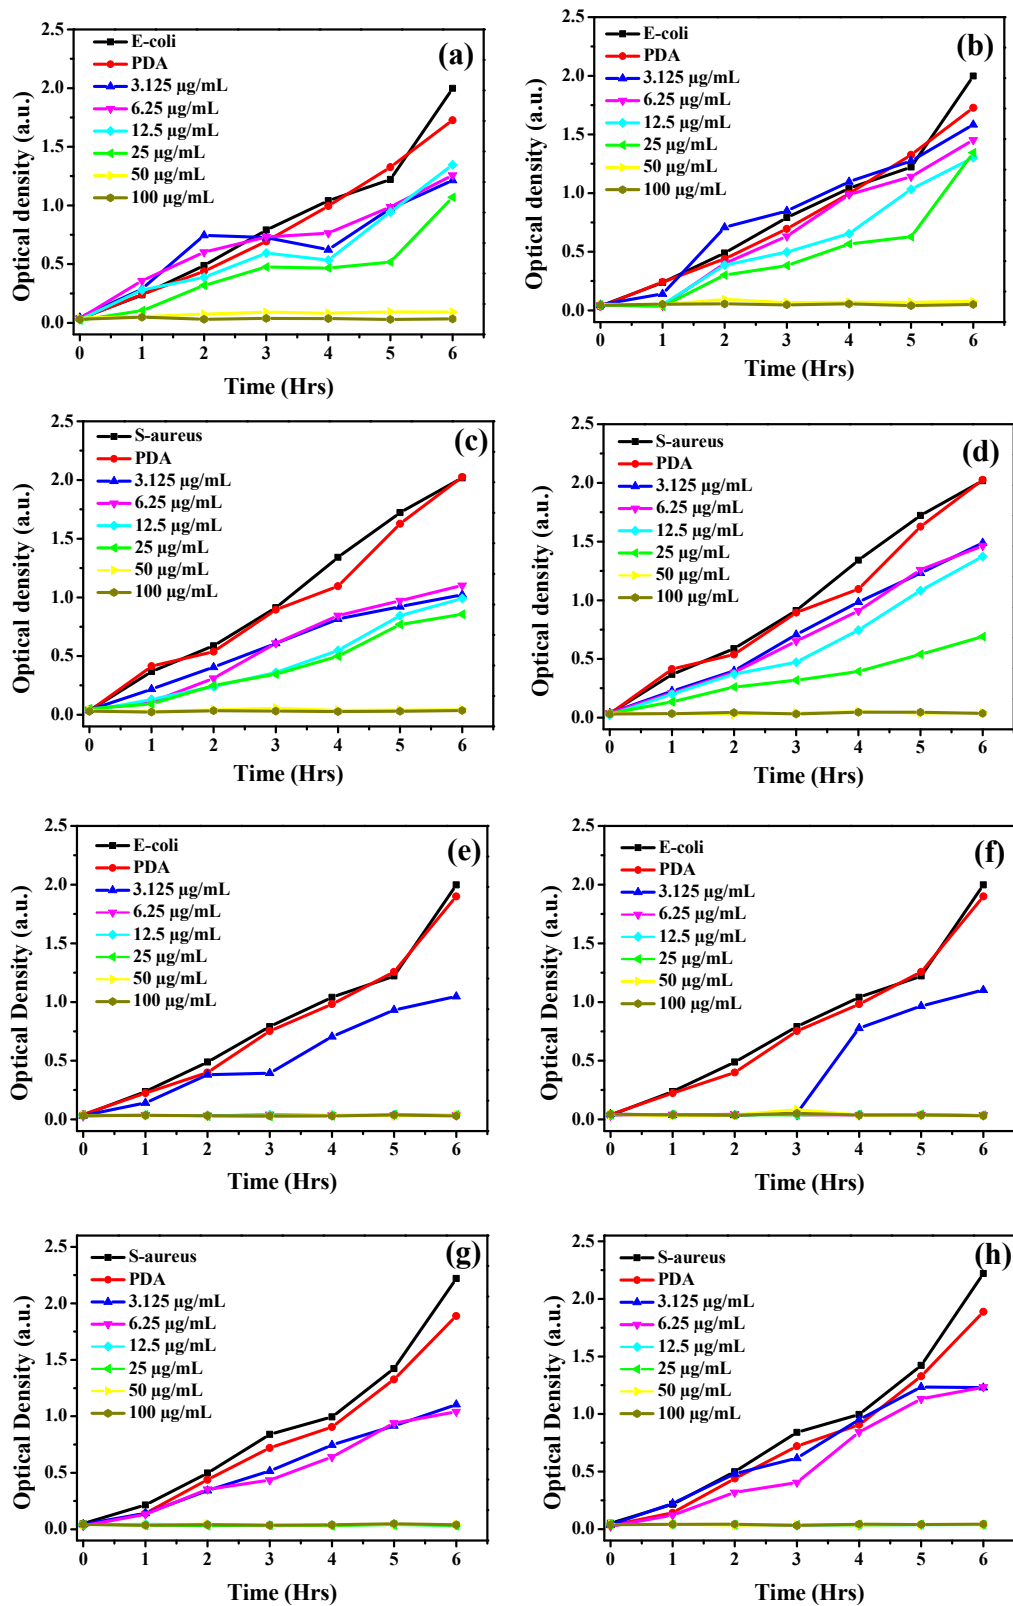 (a)
E-coli
PDA
3.125 µg/mL
6.25 µg/mL
12.5 µg/mL
25 µg/mL
50 µg/mL
100 µg/mL
Optical density (a.u.)
2.5
2.0
1.5
1.0
0.5
0.0
0 1 2 3 4 5 6
Time (Hrs)
(b)
E-coli
PDA
3.125 µg/mL
6.25 µg/mL
12.5 µg/mL
25 µg/mL
50 µg/mL
100 µg/mL
Optical density (a.u.)
2.5
2.0
1.5
1.0
0.5
0.0
0 1 2 3 4 5 6
Time (Hrs)
(c)
S-aureus
PDA
3.125 µg/mL
6.25 µg/mL
12.5 µg/mL
25 µg/mL
50 µg/mL
100 µg/mL
Optical density (a.u.)
2.5
2.0
1.5
1.0
0.5
0.0
0 1 2 3 4 5 6
Time (Hrs)
(d)
S-aureus
PDA
3.125 µg/mL
6.25 µg/mL
12.5 µg/mL
25 µg/mL
50 µg/mL
100 µg/mL
Optical density (a.u.)
2.5
2.0
1.5
1.0
0.5
0.0
0 1 2 3 4 5 6
Time (Hrs)
(e)
E-coli
PDA
3.125 µg/mL
6.25 µg/mL
12.5 µg/mL
25 µg/mL
50 µg/mL
100 µg/mL
Optical Density (a.u.)
2.5
2.0
1.5
1.0
0.5
0.0
0 1 2 3 4 5 6
Time (Hrs)
(f)
E-coli
PDA
3.125 µg/mL
6.25 µg/mL
12.5 µg/mL
25 µg/mL
50 µg/mL
100 µg/mL
Optical Density (a.u.)
2.5
2.0
1.5
1.0
0.5
0.0
0 1 2 3 4 5 6
Time (Hrs)
(g)
S-aureus
PDA
3.125 µg/mL
6.25 µg/mL
12.5 µg/mL
25 µg/mL
50 µg/mL
100 µg/mL
Optical Density (a.u.)
2.5
2.0
1.5
1.0
0.5
0.0
0 1 2 3 4 5 6
Time (Hrs)
(h)
S-aureus
PDA
3.125 µg/mL
6.25 µg/mL
12.5 µg/mL
25 µg/mL
50 µg/mL
100 µg/mL
Optical Density (a.u.)
2.5
2.0
1.5
1.0
0.5
0.0
0 1 2 3 4 5 6
Time (Hrs)